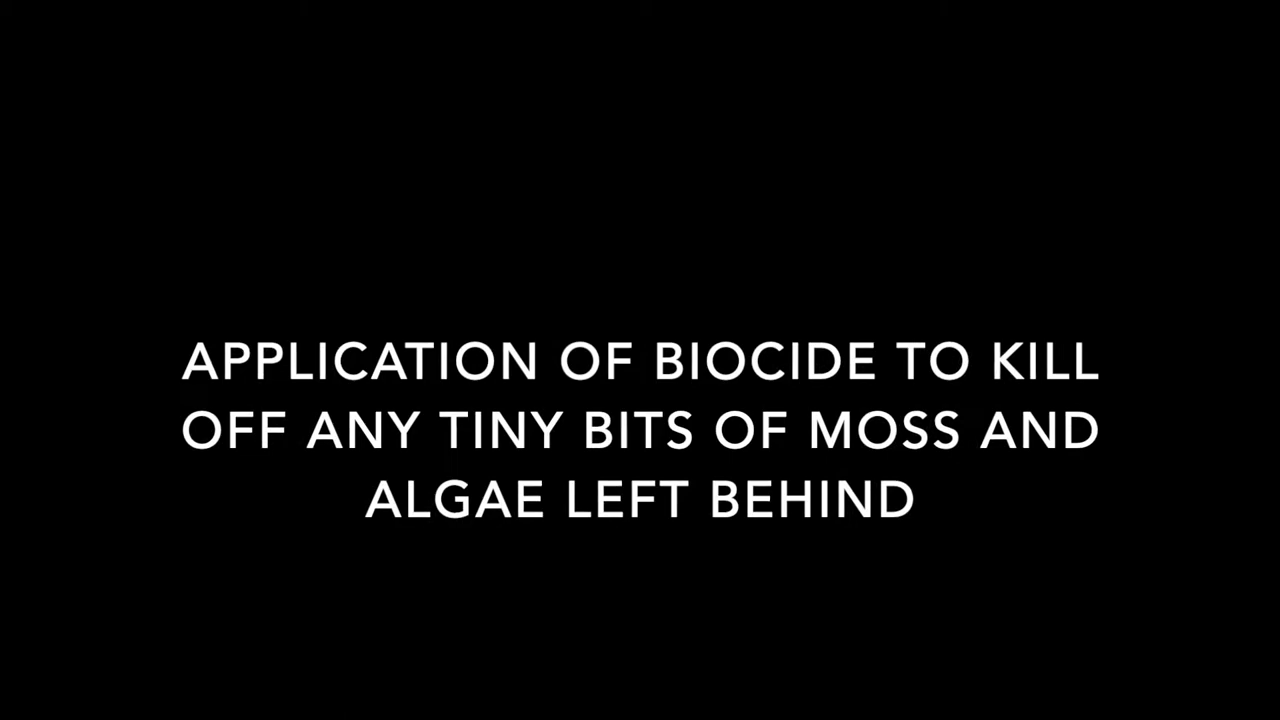 APPLICATION OF BIOCIDE TO KILL
OFF ANY TINY BITS OF MOSS AND
ALGAE LEFT BEHIND